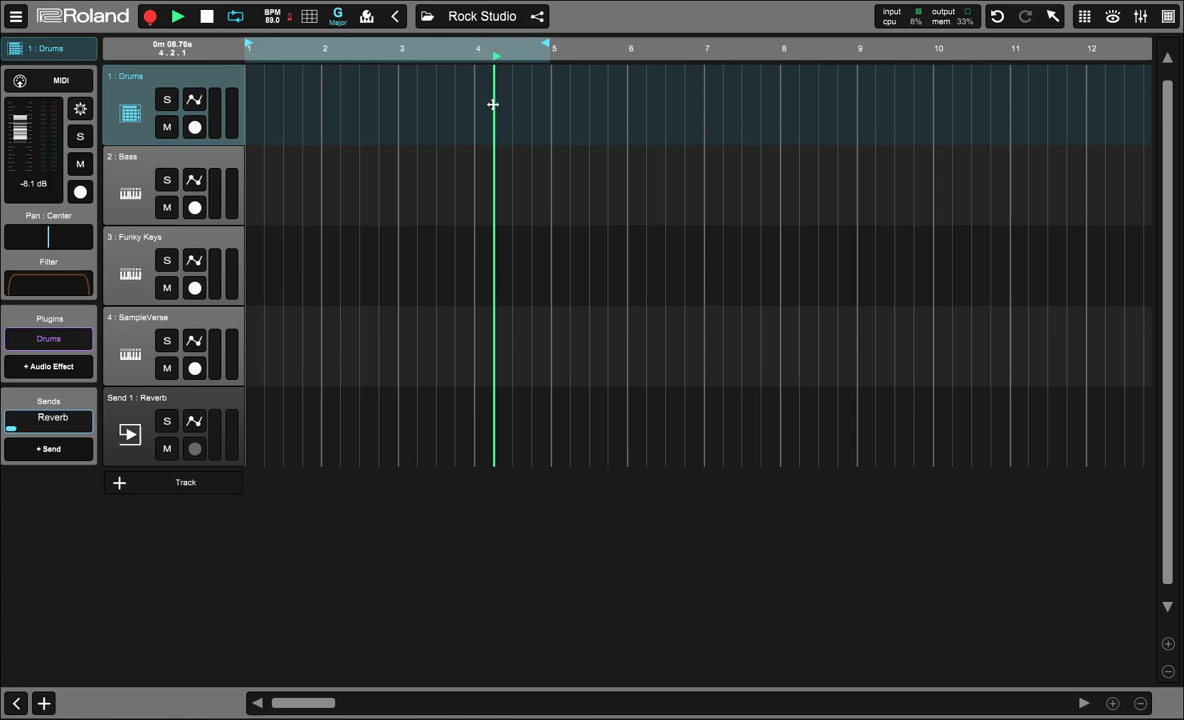 Roland
BPM
89.0
G
Major
Rock Studio
input output
cpu 8% mem 33%
1 : Drums
0m 08.76s
4 . 2 . 1
1 2 3 4 5 6 7 8 9 10 11 12
MIDI
S
M
-8.1 dB
Pan : Center
Filter
Plugins
Drums
+ Audio Effect
Sends
Reverb
+ Send
1 : Drums
S
M
2 : Bass
S
M
3 : Funky Keys
S
M
4 : SampleVerse
S
M
Send 1 : Reverb
S
M
Track